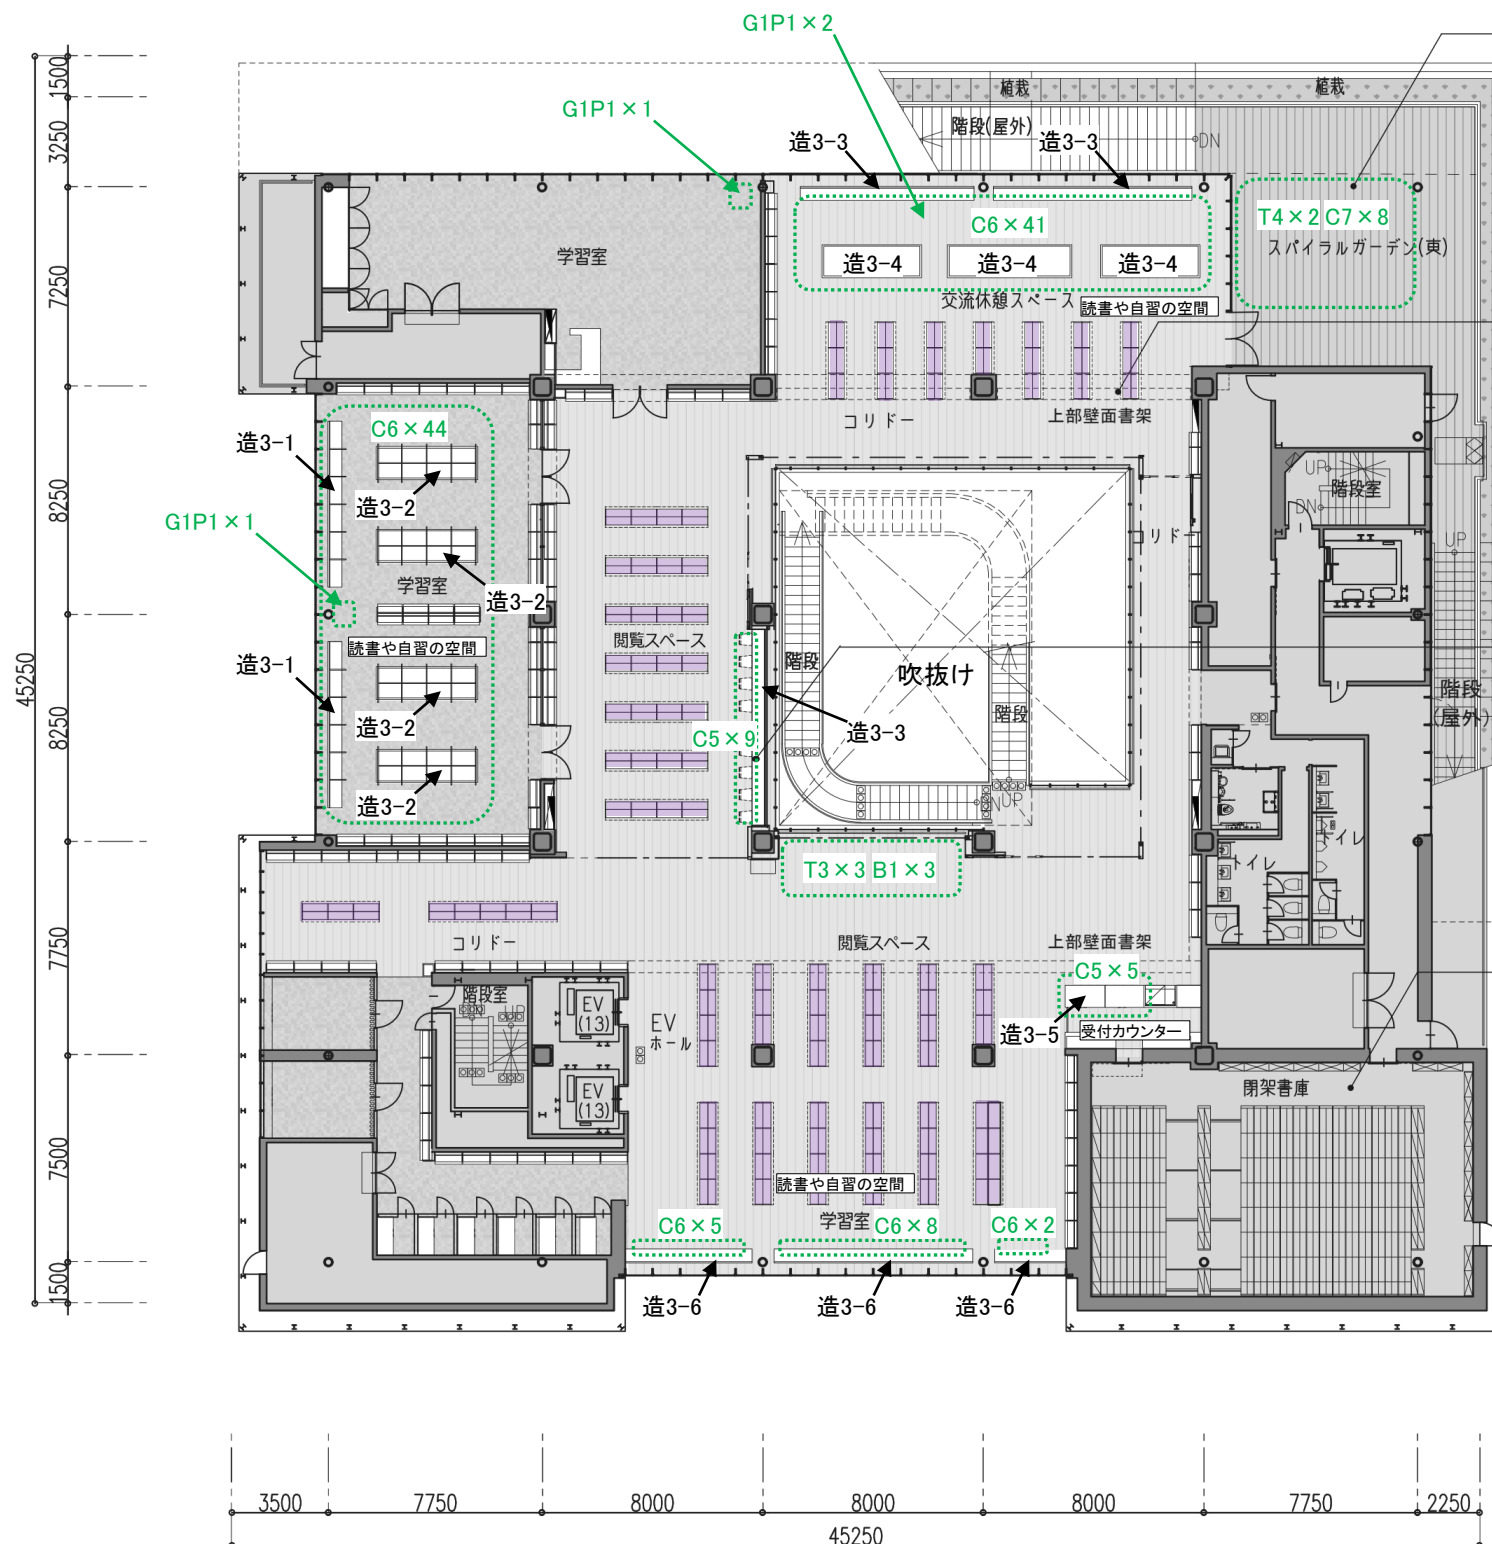 G1P1×2
G1P1×1
植栽
植栽
階段(屋外)
DN
造3-3
造3-3
C6×41
T4×2 C7×8
スパイラルガーデン(東)
学習室
造3-4
造3-4
造3-4
交流休憩スペース
読書や自習の空間
コリドー
上部壁面書架
C6×44
造3-1
造3-2
UP
階段室
DN
G1P1×1
コリドー
UP
造3-2
学習室
閲覧スペース
読書や自習の空間
階段
吹抜け
造3-1
階段
(屋外)
造3-2
階段
C5×9
造3-3
造3-2
UP
トイレ
トイレ
T3×3 B1×3
コリドー
閲覧スペース
上部壁面書架
C5×5
階段室
UP
EV
(13)
EV
ホール
造3-5
受付カウンター
EV
(13)
閉架書庫
読書や自習の空間
学習室
C6×5
C6×8
C6×2
造3-6
造3-6
造3-6
1500
3250
7250
8250
8250
7750
7500
1500
45250
3500
7750
8000
8000
8000
7750
2250
45250